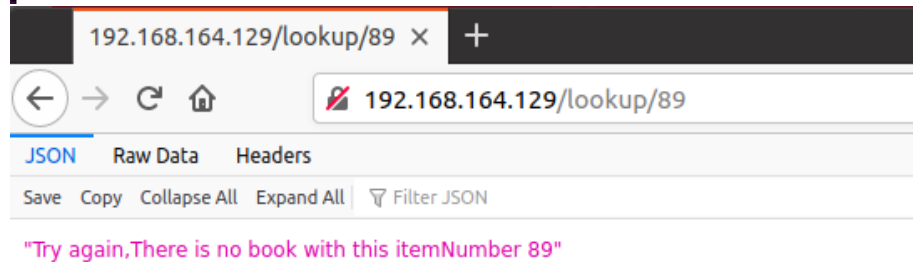 192.168.164.129/lookup/89
192.168.164.129/lookup/89
JSON Raw Data Headers
Save Copy Collapse All Expand All Filter JSON
"Try again,There is no book with this itemNumber 89"